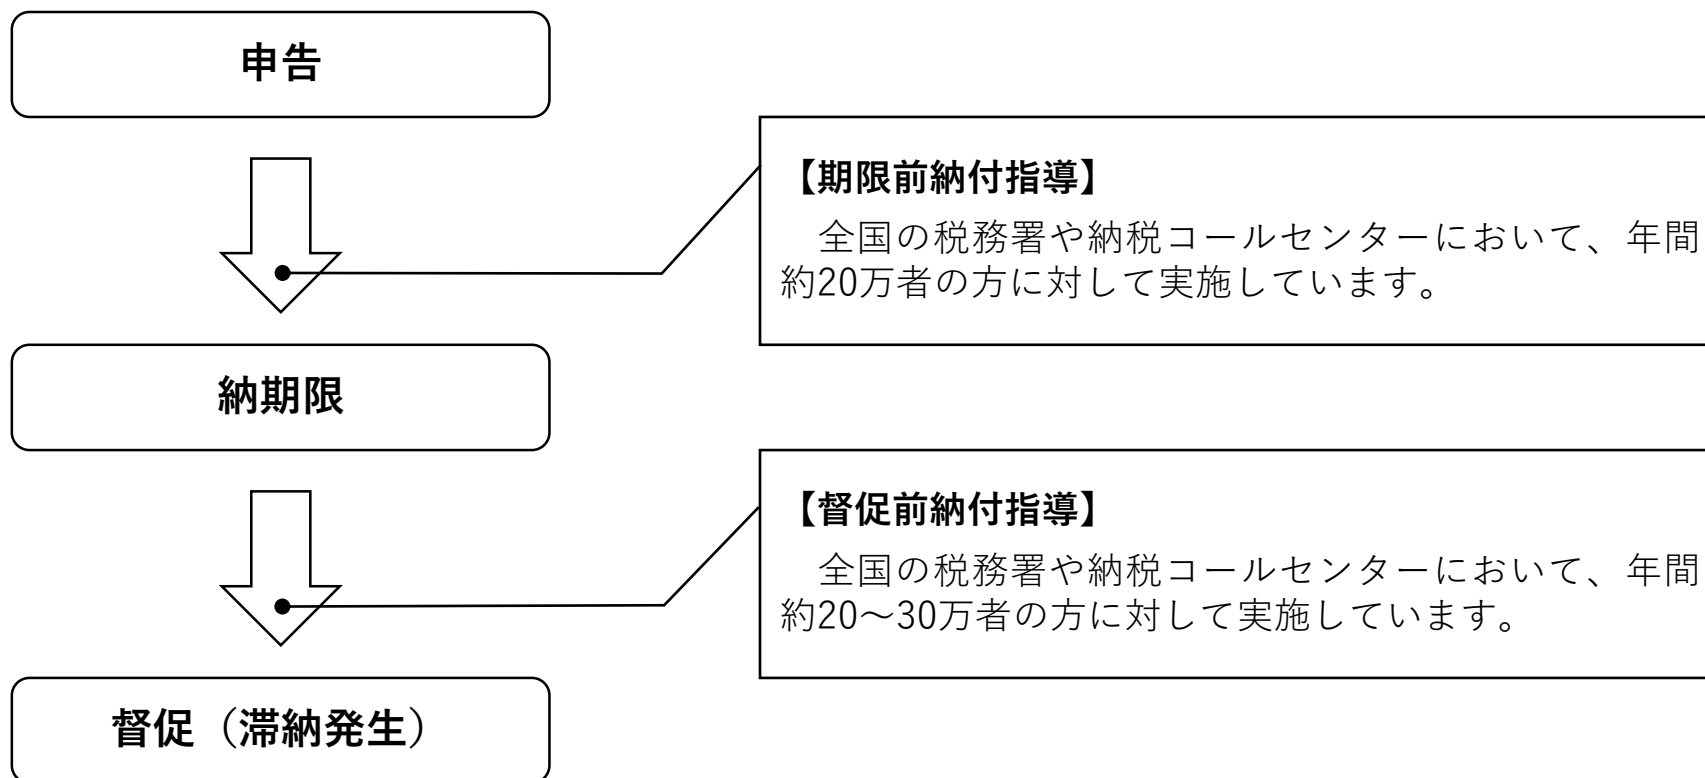 申告
【期限前納付指導】
全国の税務署や納税コールセンターにおいて、年間
約20万者の方に対して実施しています。
納期限
【督促前納付指導】
全国の税務署や納税コールセンターにおいて、年間
約20～30万者の方に対して実施しています。
督促（滞納発生）